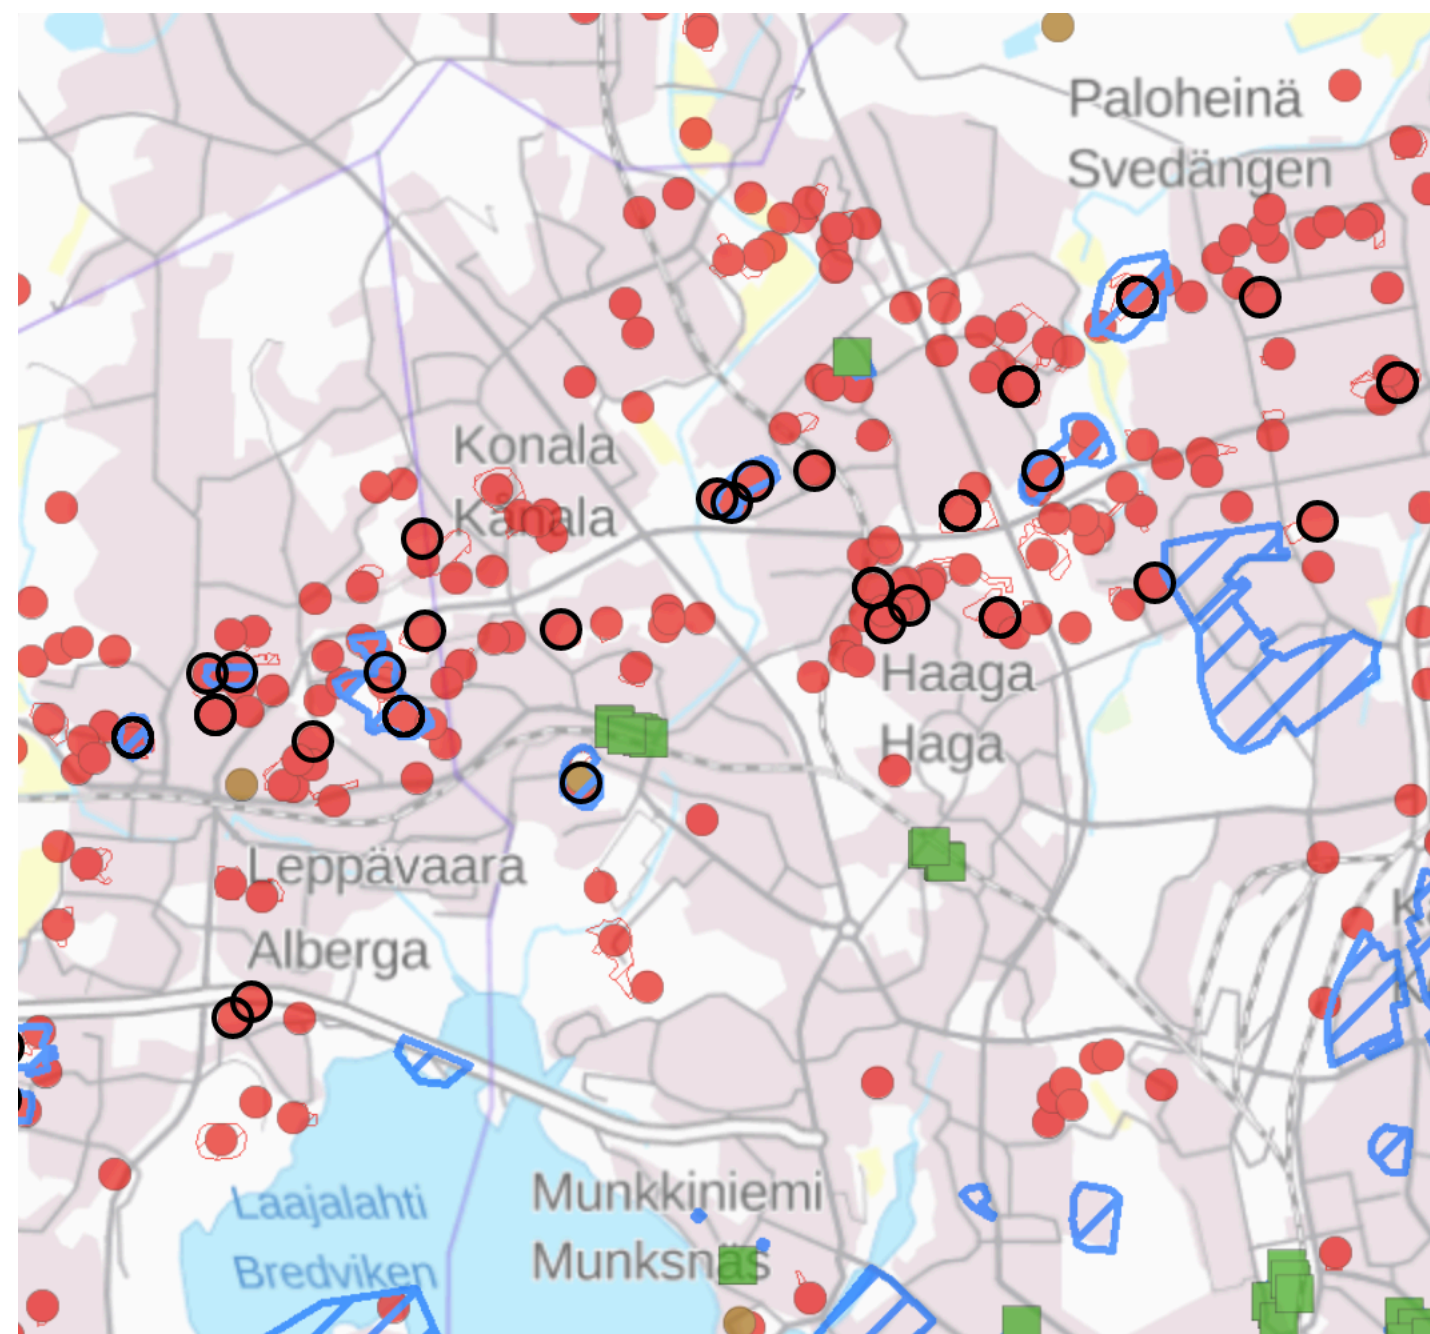 Paloheinä
Svedängen
Konala
Kånala
Haaga
Haga
Leppävaara
Alberga
K
K
Laajalahti
Bredviken
Munkkiniemi
Munksnäs